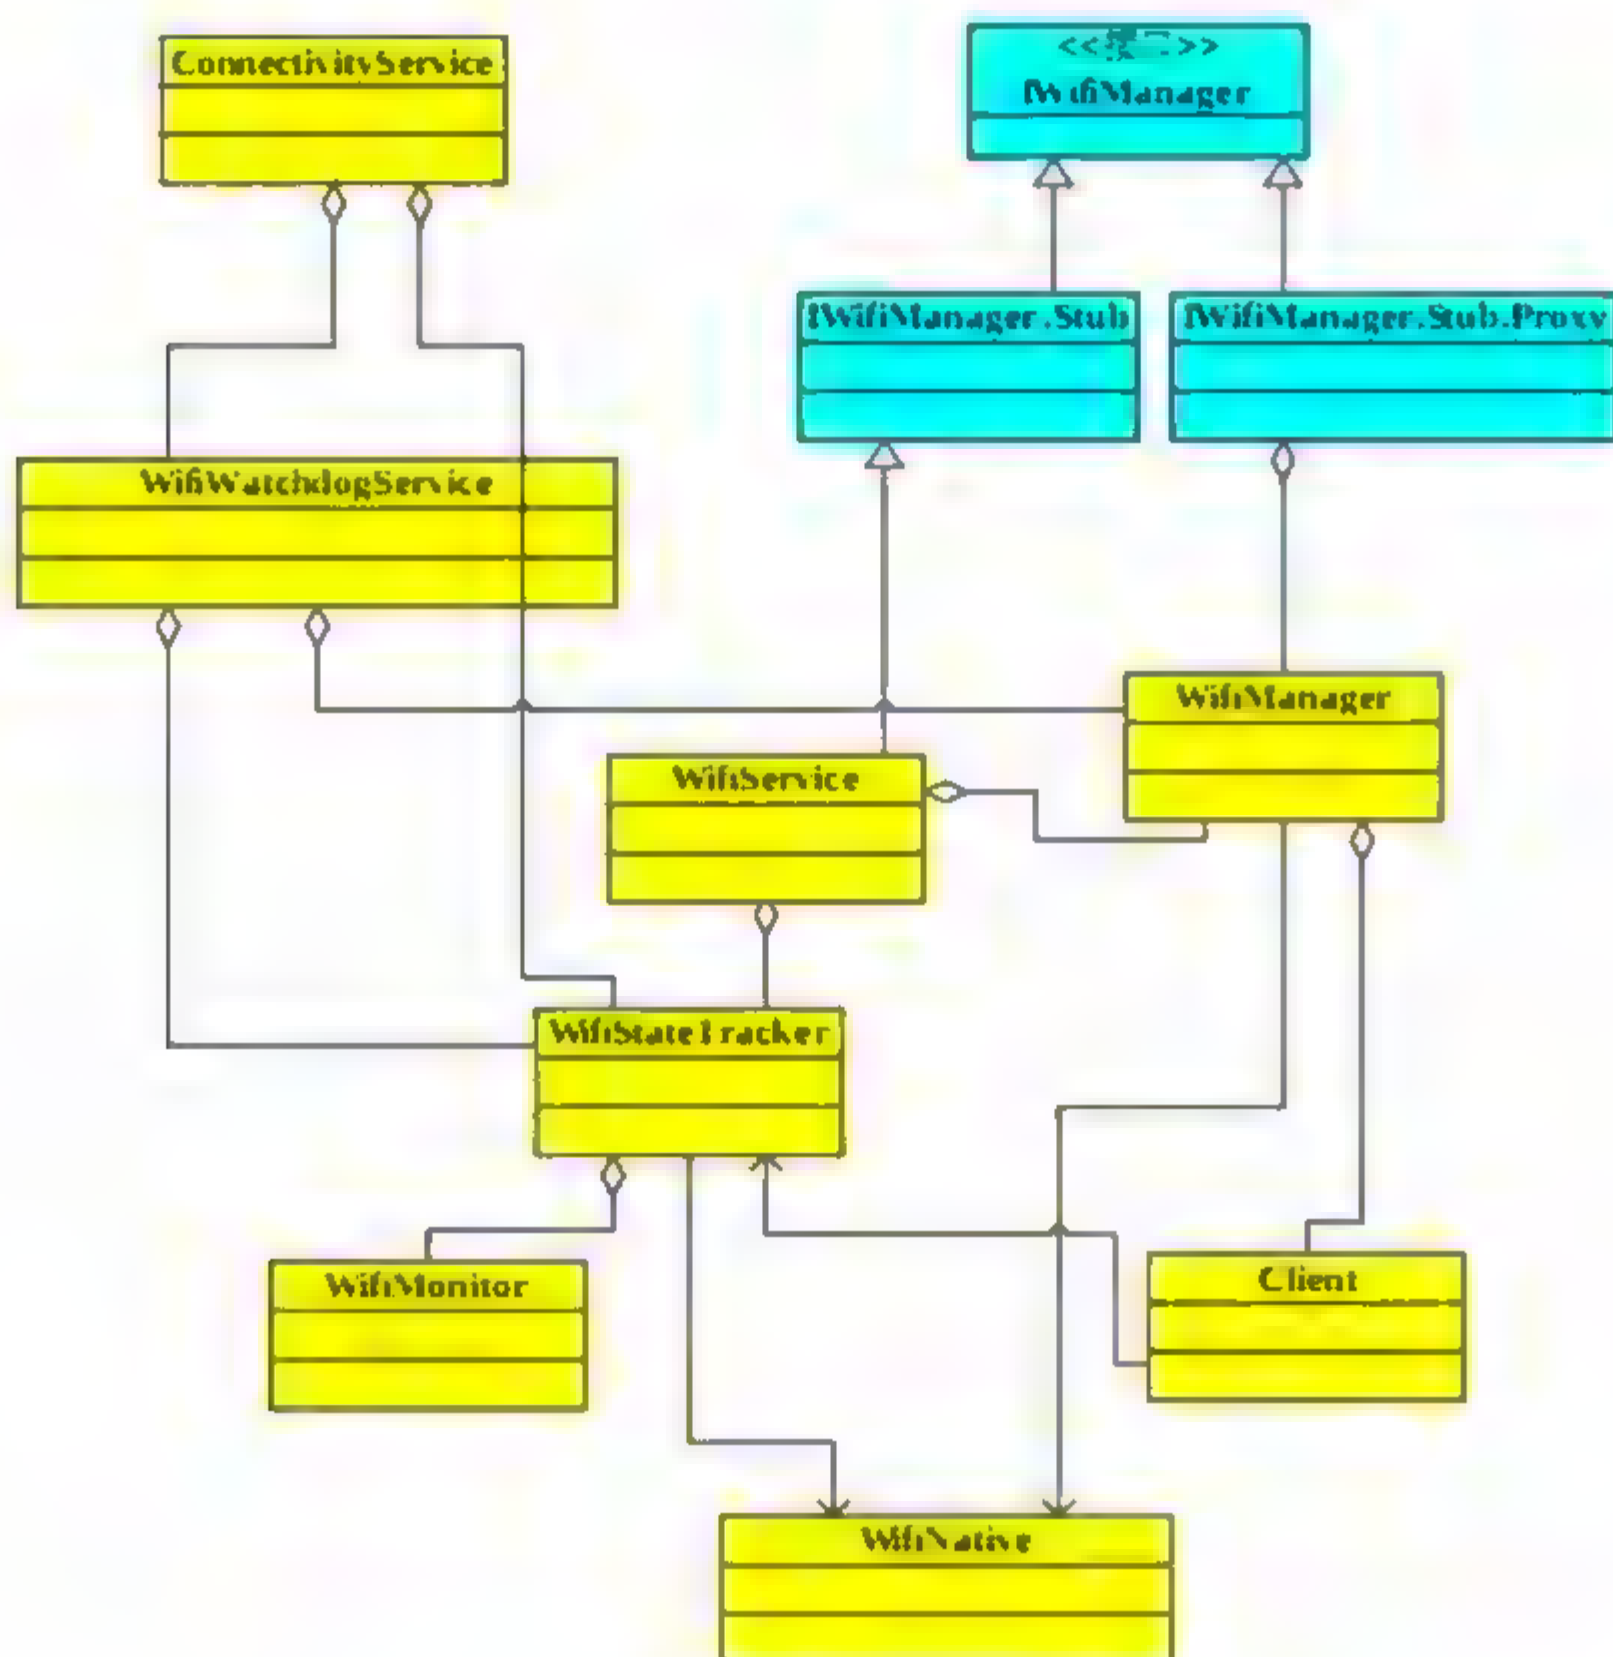 ConnectivityService
IWifiManager
IWifiManager.Stub
IWifiManager.Stub.Proxy
WifiWatchdogService
WifiManager
WifiService
WifiStateTracker
WifiMonitor
Client
WifiNative